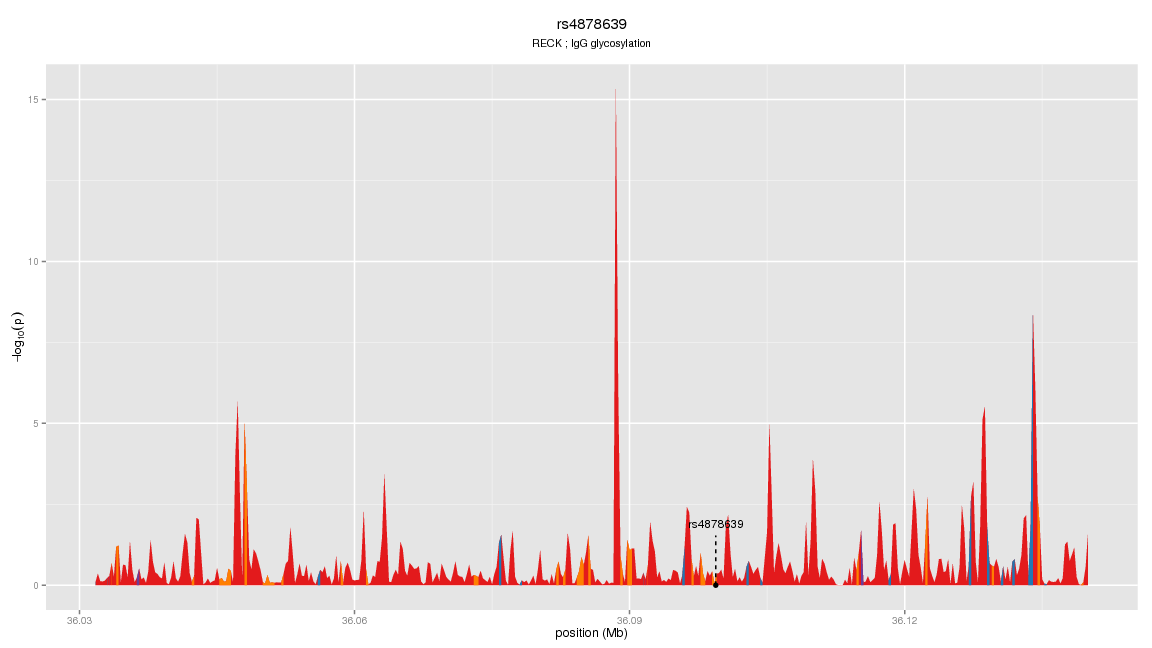 rs4878639
RECK ; IgG glycosylation
−log10(p)
15
10
5
0
rs4878639
36.03
36.06
36.09
36.12
position (Mb)